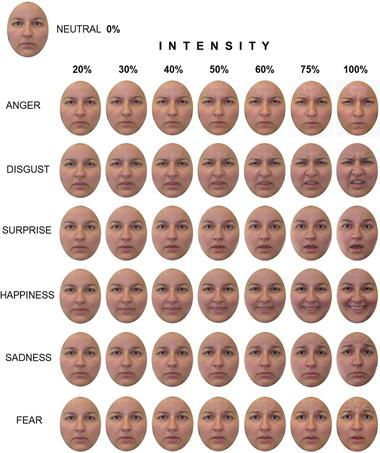 NEUTRAL 0%
INTENSITY
20% 30% 40% 50% 60% 75% 100%
ANGER
DISGUST
SURPRISE
HAPPINESS
SADNESS
FEAR